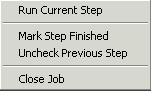 Run Current Step
Mark Step Finished
Uncheck Previous Step
Close Job